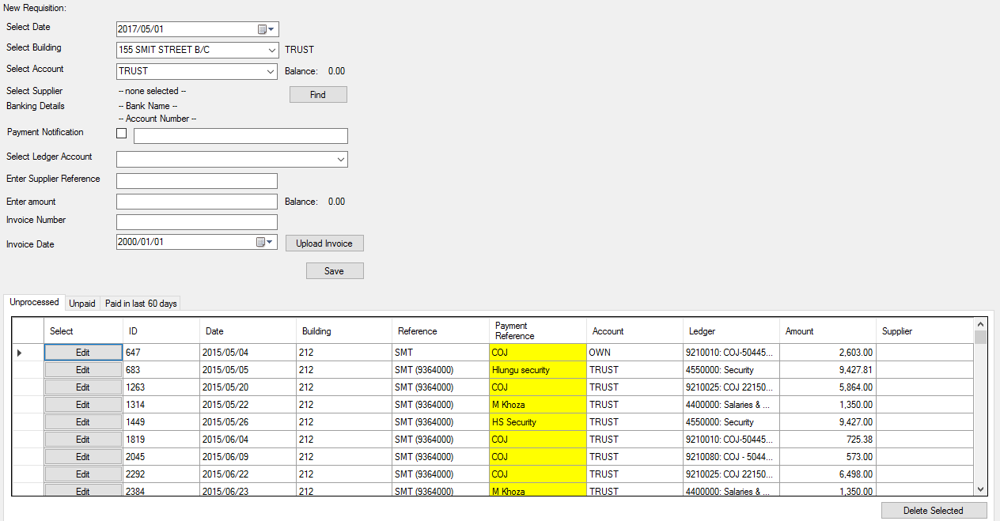 New Requisition:
Select Date 2017/05/01
Select Building 155 SMIT STREET B/C TRUST
Select Account TRUST Balance: 0.00
Select Supplier -- none selected -- Find
Banking Details -- Bank Name --
-- Account Number --
Payment Notification
Select Ledger Account
Enter Supplier Reference
Enter amount Balance: 0.00
Invoice Number
Invoice Date 2000/01/01 Upload Invoice
Save
Unprocessed Unpaid Paid in last 60 days
Select ID Date Building Reference Payment Reference Account Ledger Amount Supplier
Edit 647 2015/05/04 212 SMT COJ OWN 9210010: COJ-50445... 2,603.00
Edit 683 2015/05/05 212 SMT (9364000) Hlungu security TRUST 4550000: Security 9,427.81
Edit 1263 2015/05/20 212 SMT (9364000) COJ TRUST 9210025: COJ 22150... 5,864.00
Edit 1314 2015/05/22 212 SMT (9364000) M Khoza TRUST 4400000: Salaries & ... 1,350.00
Edit 1449 2015/05/26 212 SMT (9364000) HS Security TRUST 4550000: Security 9,427.00
Edit 1819 2015/06/04 212 SMT (9364000) COJ TRUST 9210010: COJ-50445... 725.38
Edit 2045 2015/06/09 212 SMT (9364000) COJ TRUST 9210080: COJ - 5044... 573.00
Edit 2292 2015/06/22 212 SMT (9364000) COJ TRUST 9210025: COJ 22150... 6,498.00
Edit 2384 2015/06/23 212 SMT (9364000) M Khoza TRUST 4400000: Salaries & ... 1,350.00
Delete Selected